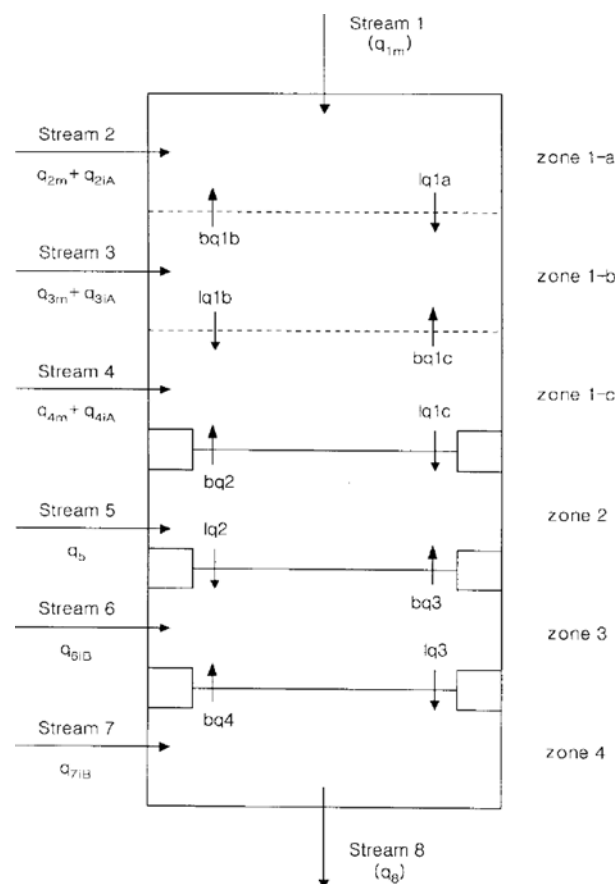 Stream 1
(q1m)
Stream 2
zone 1-a
q2m+ q2iA
lq1a
bq1b
Stream 3
zone 1-b
q3m+ q3iA
lq1b
bq1c
Stream 4
zone 1-c
q4m+ q4iA
lq1c
bq2
Stream 5
lq2
zone 2
q5
bq3
Stream 6
zone 3
q6iB
lq3
bq4
Stream 7
zone 4
q7iB
Stream 8
(q8)